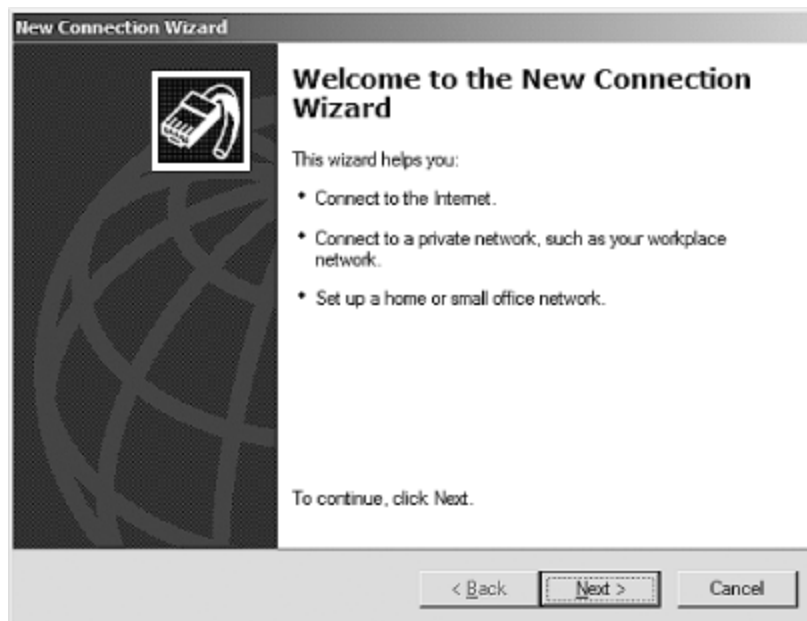 New Connection Wizard
Welcome to the New Connection
Wizard
This wizard helps you:
• Connect to the Internet.
• Connect to a private network, such as your workplace
network.
• Set up a home or small office network.
To continue, click Next.
< Back Next > Cancel